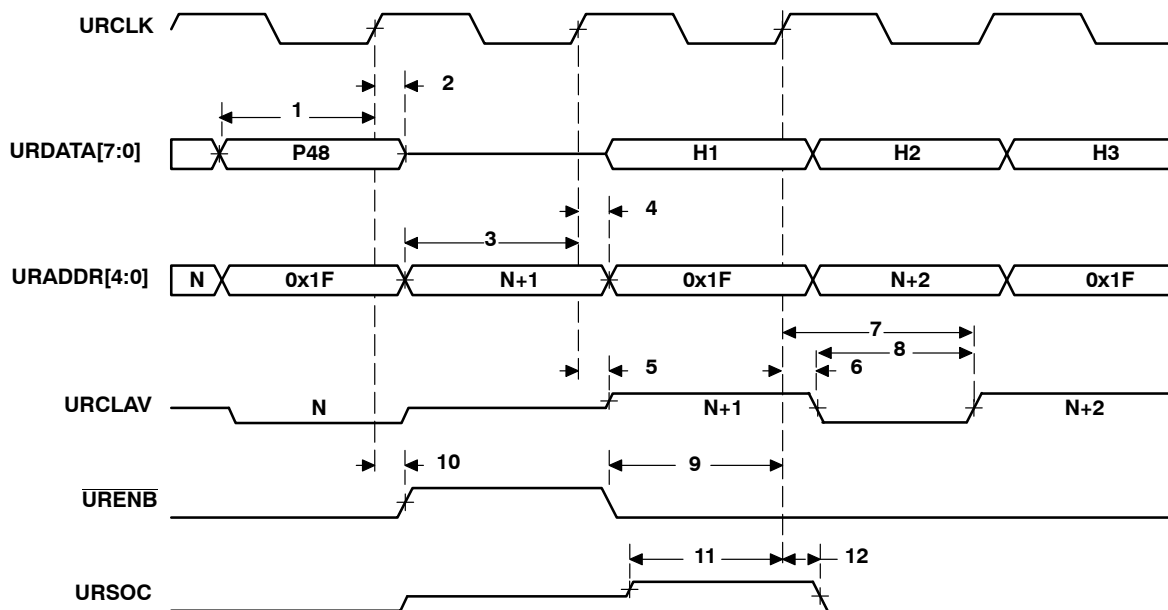 URCLK
2
1
URDATA[7:0] P48 H1 H2 H3
4
3
URADDR[4:0] N 0x1F N+1 0x1F N+2 0x1F
7
8
5 6
URCLAV N N+1 N+2
10 9
URENB
11 12
URSOC